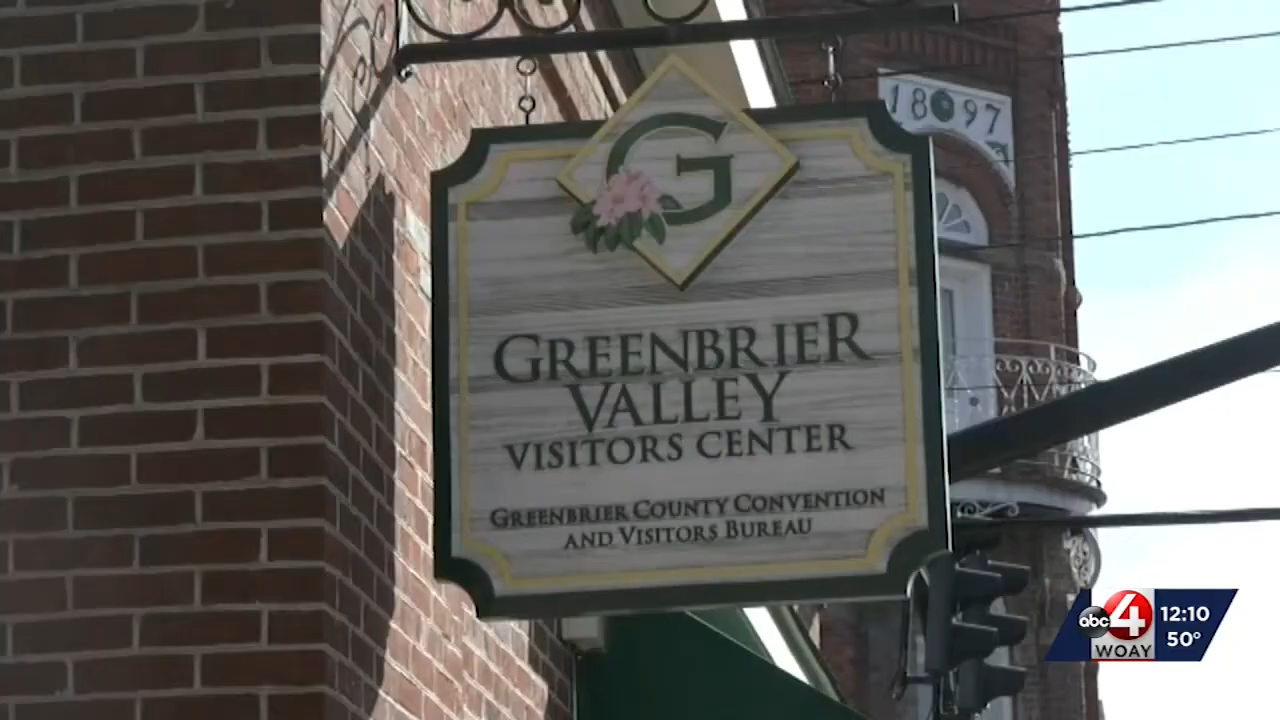 1897
G
GREENBRIER
VALLEY
VISITORS CENTER
GREENBRIER COUNTY CONVENTION
AND VISITORS BUREAU
abc 4 12:10
WOAY 50°